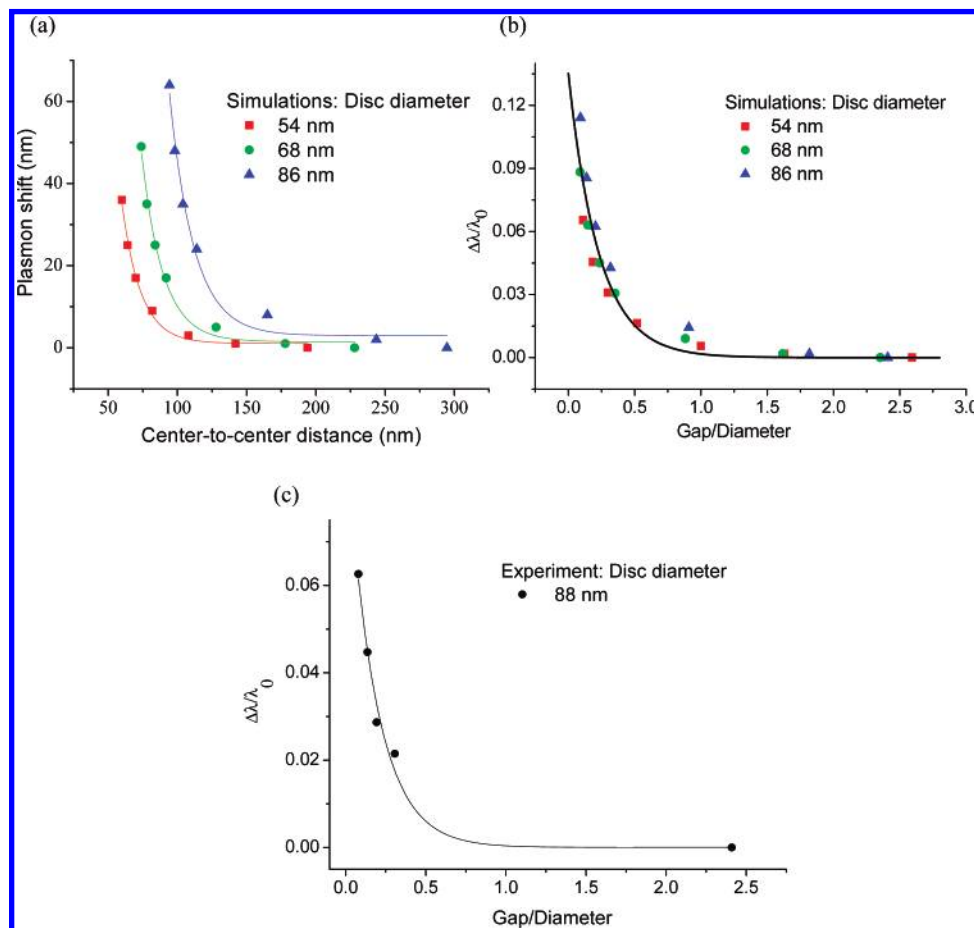 (a)
Plasmon shift (nm)
60
40
20
0
50 100 150 200 250 300
Center-to-center distance (nm)
Simulations: Disc diameter
54 nm
68 nm
86 nm
(b)
Δλ/λ0
0.12
0.09
0.06
0.03
0.00
0.0 0.5 1.0 1.5 2.0 2.5 3.0
Gap/Diameter
Simulations: Disc diameter
54 nm
68 nm
86 nm
(c)
Δλ/λ0
0.06
0.04
0.02
0.00
0.0 0.5 1.0 1.5 2.0 2.5
Gap/Diameter
Experiment: Disc diameter
88 nm